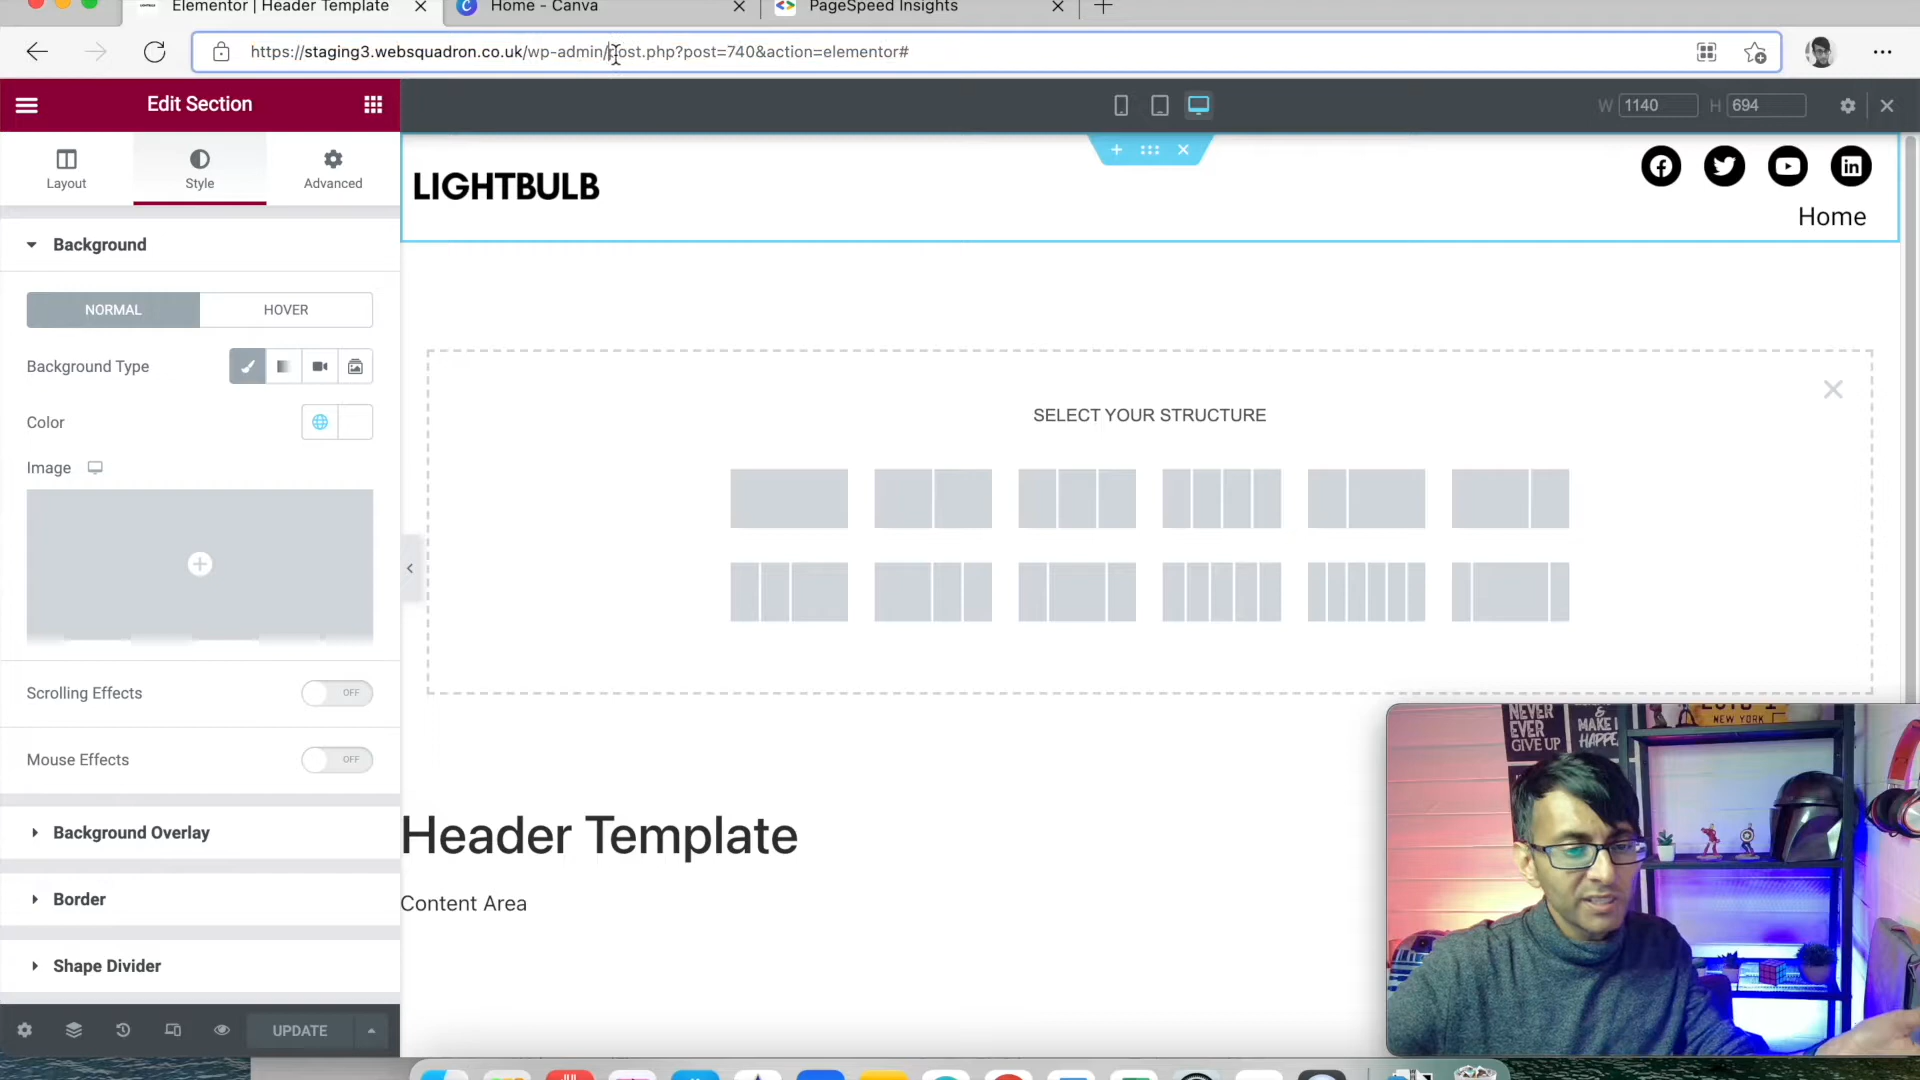 Elementor | Header Template
Home - Canva
PageSpeed Insights
https://staging3.websquadron.co.uk/wp-admin/post.php?post=740&action=elementor#
Edit Section
W 1140 H 694
Layout
Style
Advanced
LIGHTBULB
Home
Background
NORMAL
HOVER
Background Type
Color
Image
SELECT YOUR STRUCTURE
Scrolling Effects
OFF
Mouse Effects
OFF
Background Overlay
Border
Shape Divider
UPDATE
Header Template
Content Area
NEVER
EVER
GIVE UP
&
MAKE I
HAPPE
NEW YORK